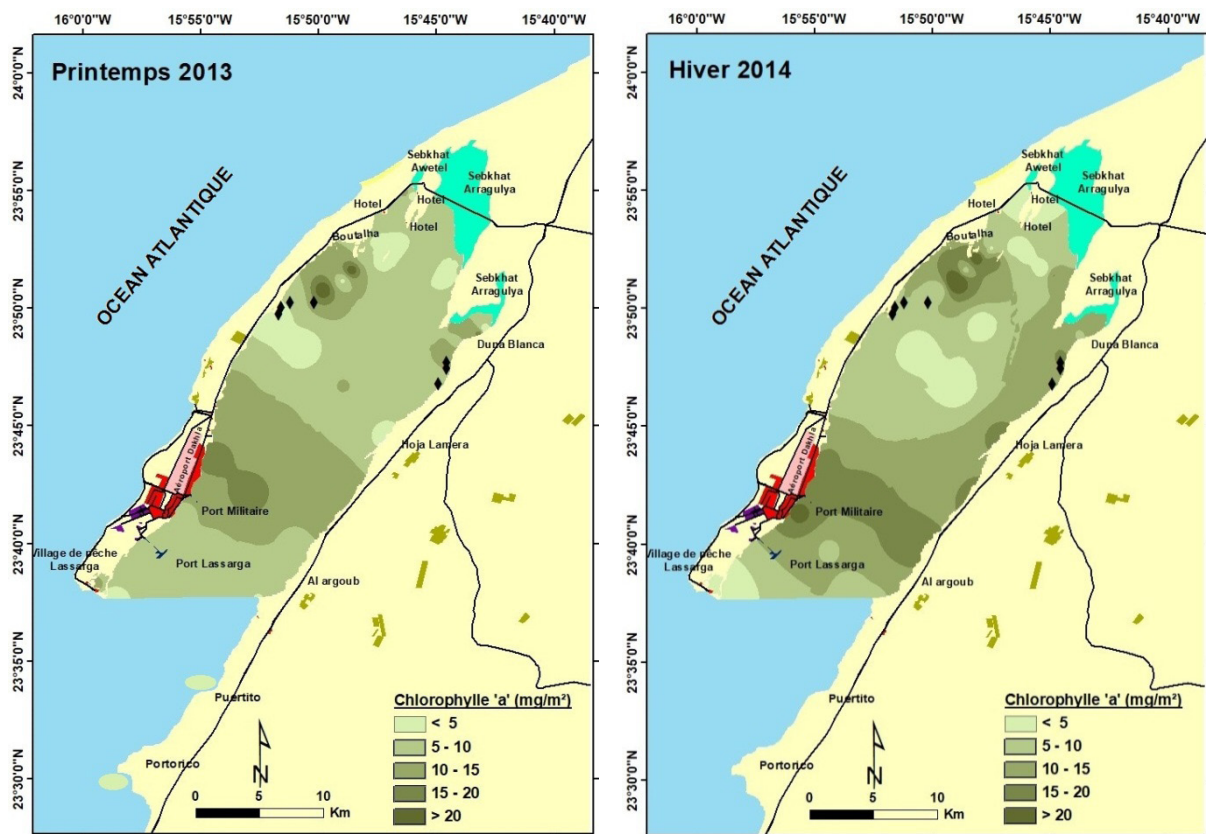 16°0'0"W 15°55'0"W 15°50'0"W 15°45'0"W 15°40'0"W
24°0'0"N
23°55'0"N
23°50'0"N
23°45'0"N
23°40'0"N
23°35'0"N
23°30'0"N
Printemps 2013
OCEAN ATLANTIQUE
Sebkhat
Awetel
Sebkhat
Arragulya
Hotel
Hotel
Hotel
Boutalha
Sebkhat
Arragulya
Duna Blanca
Hoja Lamera
Aéroport Dakhla
Port Militaire
Village de pêche
Lassarga
Port Lassarga
Al argoub
Puertito
Portorico
N
0 5 10
Km
Chlorophylle 'a' (mg/m²)
< 5
5 - 10
10 - 15
15 - 20
> 20
16°0'0"W 15°55'0"W 15°50'0"W 15°45'0"W 15°40'0"W
24°0'0"N
23°55'0"N
23°50'0"N
23°45'0"N
23°40'0"N
23°35'0"N
23°30'0"N
Hiver 2014
OCEAN ATLANTIQUE
Sebkhat
Awetel
Sebkhat
Arragulya
Hotel
Hotel
Hotel
Boutalha
Sebkhat
Arragulya
Duna Blanca
Hoja Lamera
Aéroport Dakhla
Port Militaire
Village de pêche
Lassarga
Port Lassarga
Al argoub
Puertito
Portorico
N
0 5 10
Km
Chlorophylle 'a' (mg/m²)
< 5
5 - 10
10 - 15
15 - 20
> 20